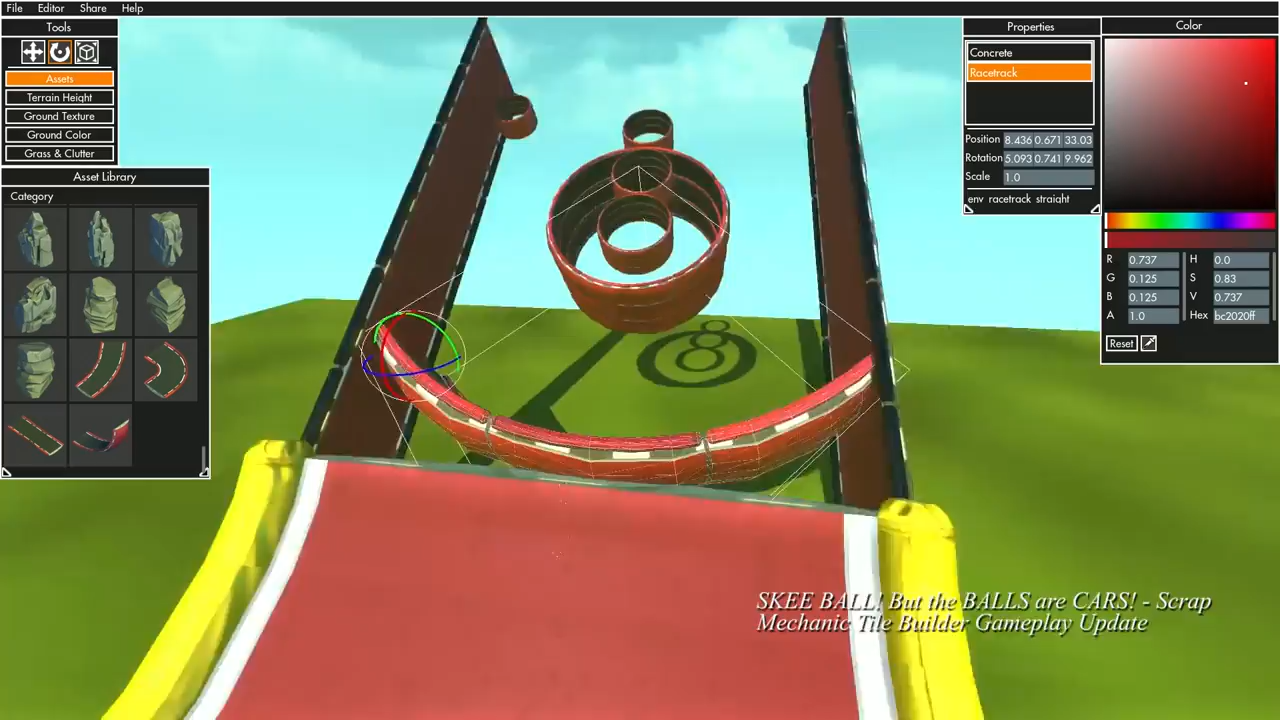 File Editor Share Help
Tools
Assets
Terrain Height
Ground Texture
Ground Color
Grass & Clutter
Asset Library
Category
Properties
Concrete
Racetrack
Position 8.436 0.671 33.03
Rotation 5.093 0.741 9.962
Scale 1.0
env racetrack straight
Color
R 0.737 H 0.0
G 0.125 S 0.83
B 0.125 V 0.737
A 1.0 Hex bc2020ff
Reset
SKEE BALL! But the BALLS are CARS! - Scrap
Mechanic Tile Builder Gameplay Update